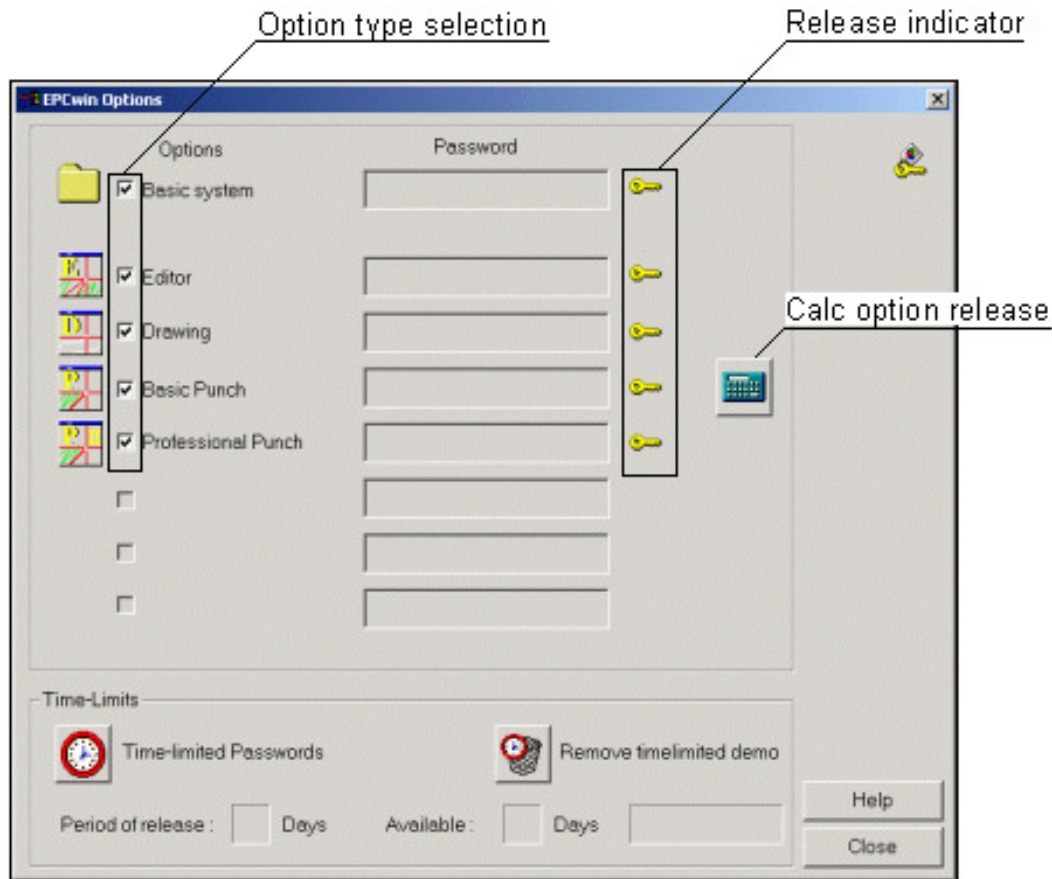 Option type selection
Release indicator
EPCwin Options
Options
Password
Basic system
Editor
Calc option release
Drawing
Basic Punch
Professional Punch
Time-Limits
Time-limited Passwords
Remove timelimited demo
Help
Period of release :
Days
Available :
Days
Close